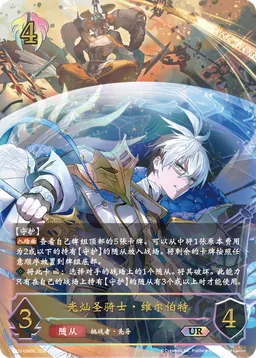 4
【守护】
入场曲 查看自己牌组顶部的5张卡牌。可以从中将1张原本费用
为2或以下的持有【守护】的随从放入战场。将剩余的卡牌按照任
意顺序放置到牌组底部。
将此卡 : 选择对手的战场上的1个随从。将其破坏。此能力
只有在自己的战场上持有【守护】的随从有3个或以上时才能使用。
光灿圣骑士·维尔伯特
3
4
随从
挑战者·先导
UR